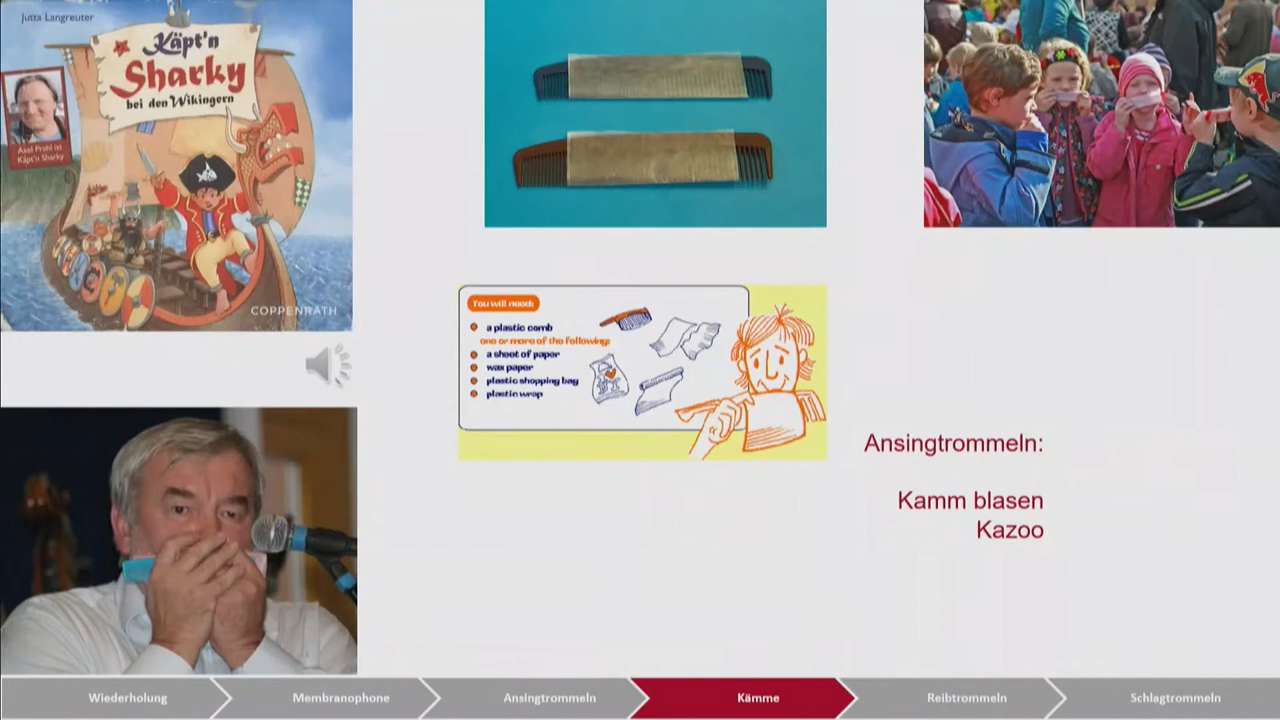 Jutta Langreuter
Käpt'n
Sharky
bei den Wikingern
Axel Prahl ist
Käpt'n Sharky
COPPENRATH
You will need:
a plastic comb
one or more of the following:
a sheet of paper
wax paper
plastic shopping bag
plastic wrap
Ansingtrommeln:
Kamm blasen
Kazoo
Wiederholung
Membranophone
Ansingtrommeln
Kämme
Reibtrommeln
Schlagtrommeln